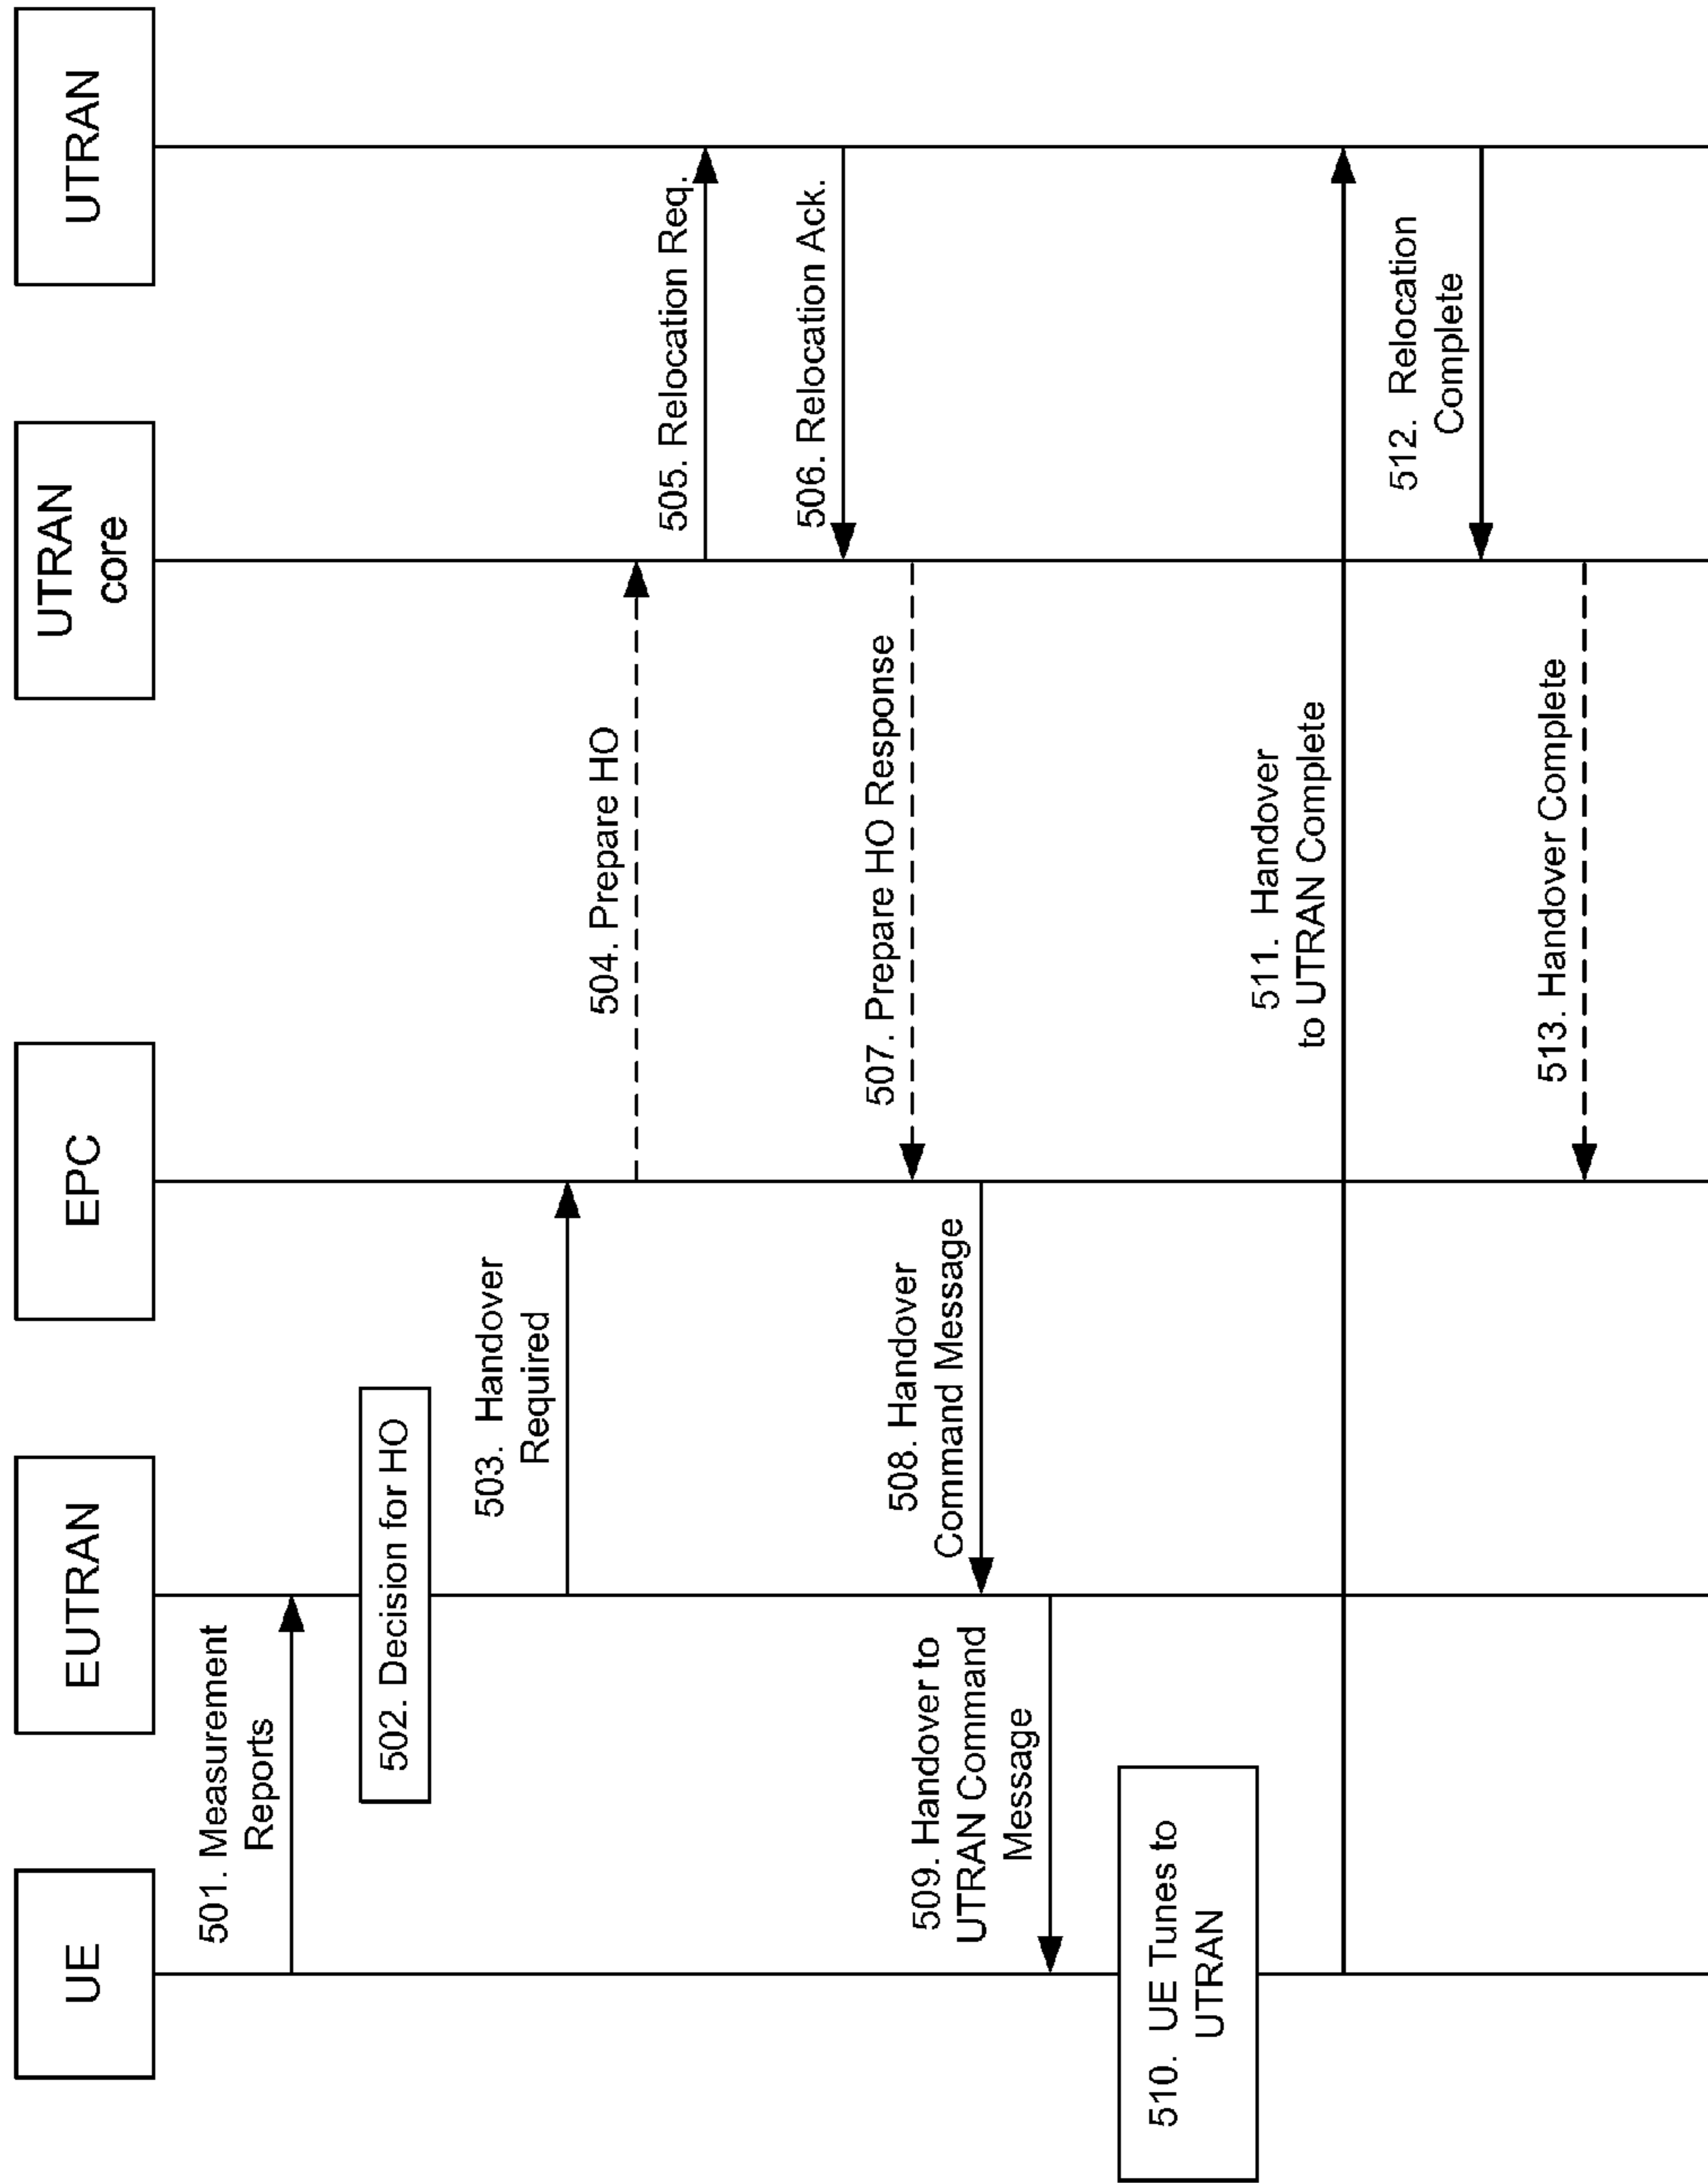 UE
EUTRAN
EPC
UTRAN
core
UTRAN
501. Measurement
Reports
502. Decision for HO
503. Handover
Required
504. Prepare HO
505. Relocation Req.
506. Relocation Ack.
507. Prepare HO Response
508. Handover
Command Message
509. Handover to
UTRAN Command
Message
510. UE Tunes to
UTRAN
511. Handover
to UTRAN Complete
512. Relocation
Complete
513. Handover Complete